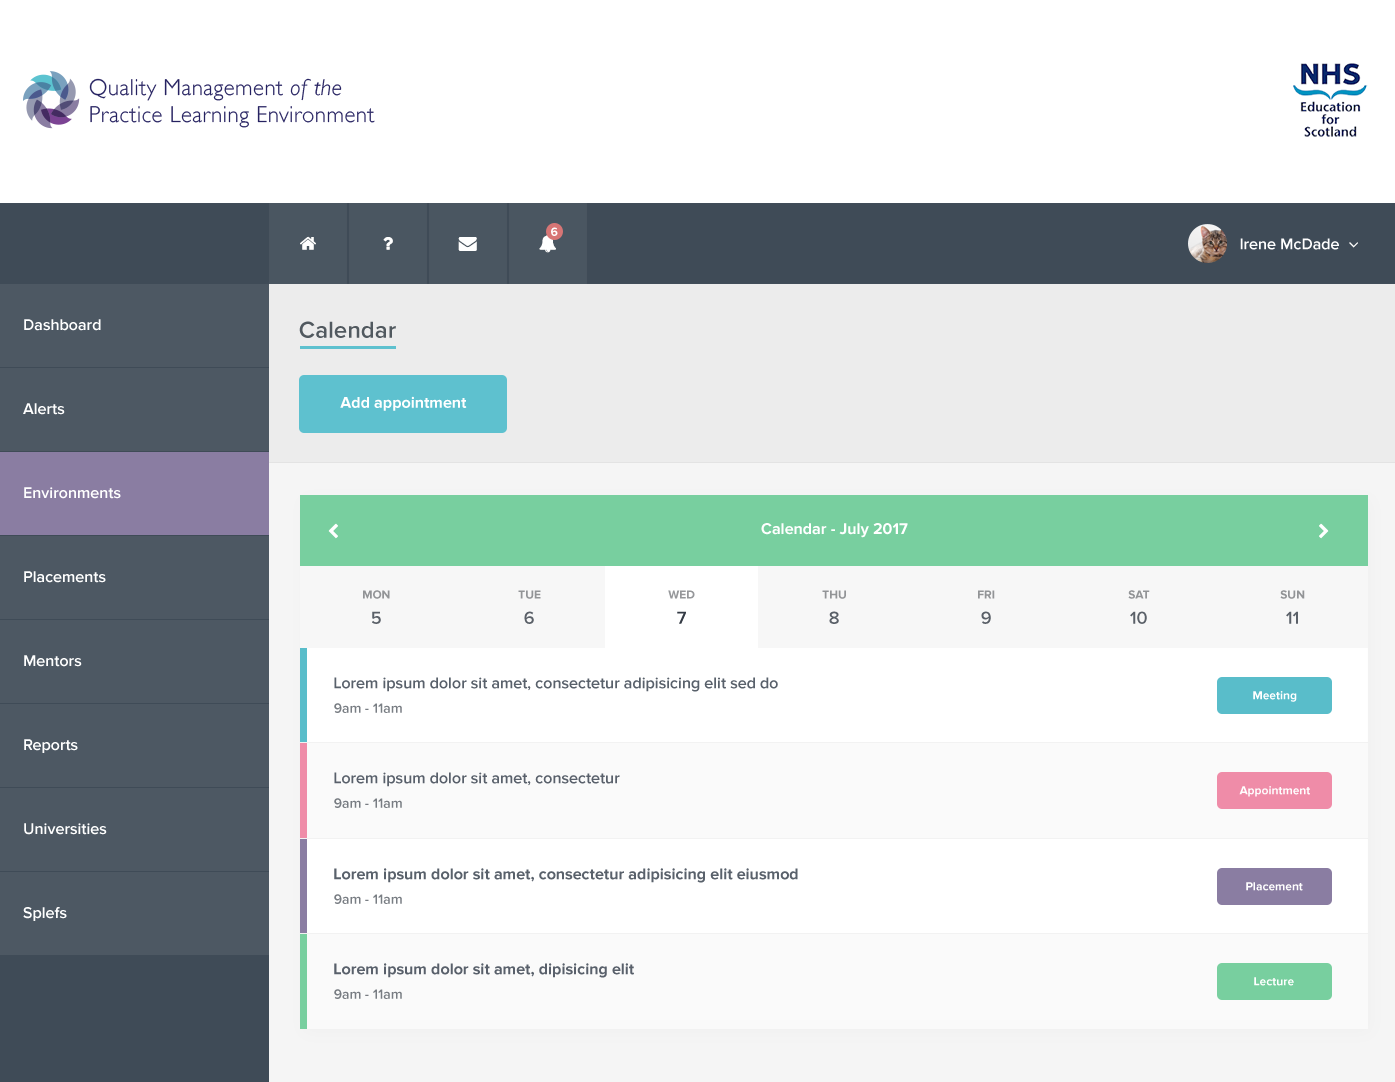 Quality Management of the
Practice Learning Environment
NHS
Education
for
Scotland
?
6
Irene McDade
Dashboard
Alerts
Environments
Placements
Mentors
Reports
Universities
Splefs
Calendar
Add appointment
Calendar - July 2017
MON TUE WED THU FRI SAT SUN
5 6 7 8 9 10 11
Lorem ipsum dolor sit amet, consectetur adipisicing elit sed do
9am - 11am
Meeting
Lorem ipsum dolor sit amet, consectetur
9am - 11am
Appointment
Lorem ipsum dolor sit amet, consectetur adipisicing elit eiusmod
9am - 11am
Placement
Lorem ipsum dolor sit amet, dipisicing elit
9am - 11am
Lecture